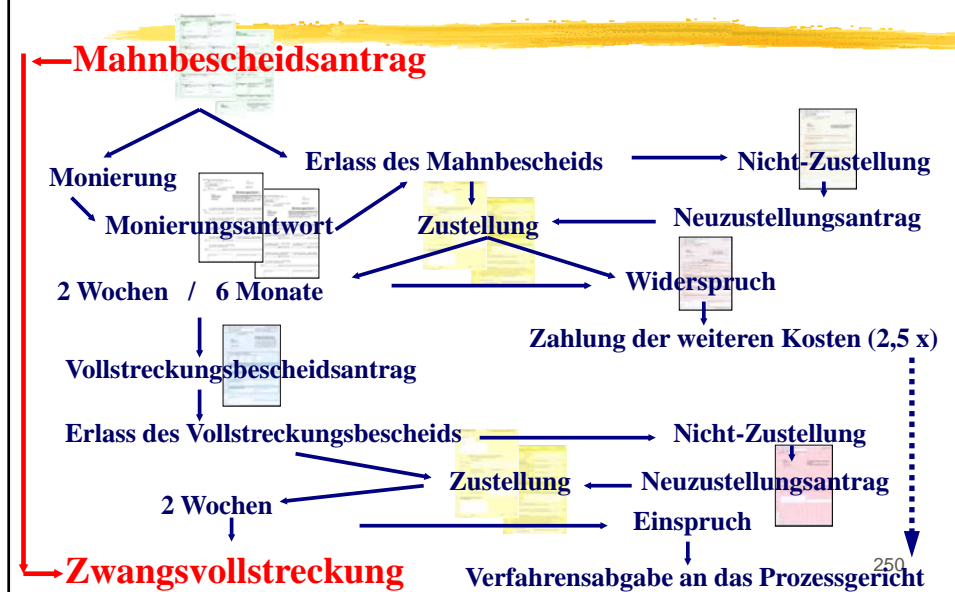 Mahnbescheidsantrag
Erlass des Mahnbescheids
Nicht-Zustellung
Monierung
Monierungsantwort
Zustellung
Neuzustellungsantrag
2 Wochen / 6 Monate
Widerspruch
Zahlung der weiteren Kosten (2,5 x)
Vollstreckungsbescheidsantrag
Erlass des Vollstreckungsbescheids
Nicht-Zustellung
Zustellung
Neuzustellungsantrag
2 Wochen
Einspruch
Zwangsvollstreckung
Verfahrensabgabe an das Prozessgericht
250